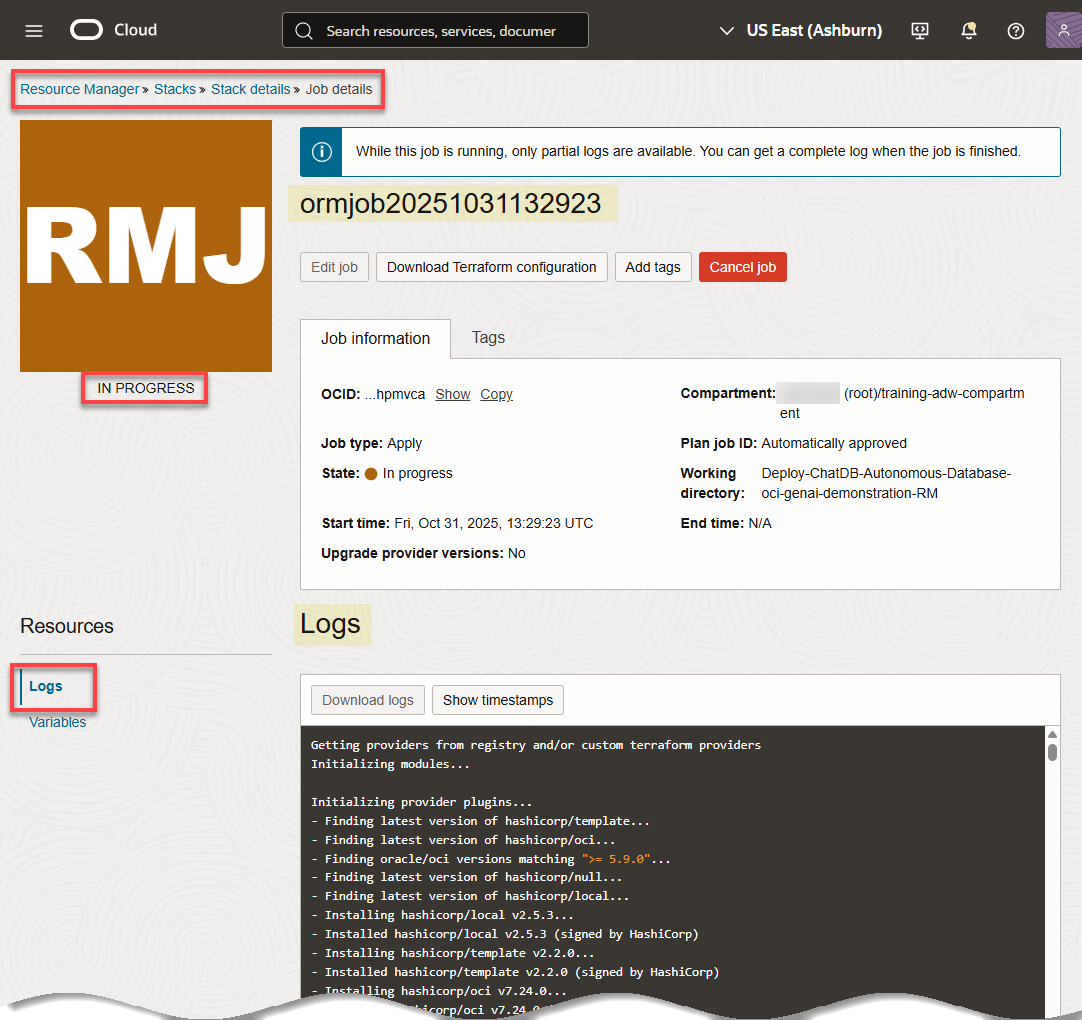 Cloud
Search resources, services, documer
US East (Ashburn)
Resource Manager » Stacks » Stack details » Job details
RMJ
IN PROGRESS
While this job is running, only partial logs are available. You can get a complete log when the job is finished.
ormjob20251031132923
Edit job
Download Terraform configuration
Add tags
Cancel job
Job information
Tags
OCID: ...hpmvca Show Copy
Compartment: (root)/training-adw-compartm
ent
Job type: Apply
Plan job ID: Automatically approved
State: In progress
Working directory: Deploy-ChatDB-Autonomous-Database-
oci-genai-demonstration-RM
Start time: Fri, Oct 31, 2025, 13:29:23 UTC
End time: N/A
Upgrade provider versions: No
Resources
Logs
Variables
Logs
Download logs
Show timestamps
Getting providers from registry and/or custom terraform providers
Initializing modules...
Initializing provider plugins...
- Finding latest version of hashicorp/template...
- Finding latest version of hashicorp/oci...
- Finding oracle/oci versions matching ">= 5.9.0"...
- Finding latest version of hashicorp/null...
- Finding latest version of hashicorp/local...
- Installing hashicorp/local v2.5.3...
- Installed hashicorp/local v2.5.3 (signed by HashiCorp)
- Installing hashicorp/template v2.2.0...
- Installed hashicorp/template v2.2.0 (signed by HashiCorp)
- Installing hashicorp/oci v7.24.0...